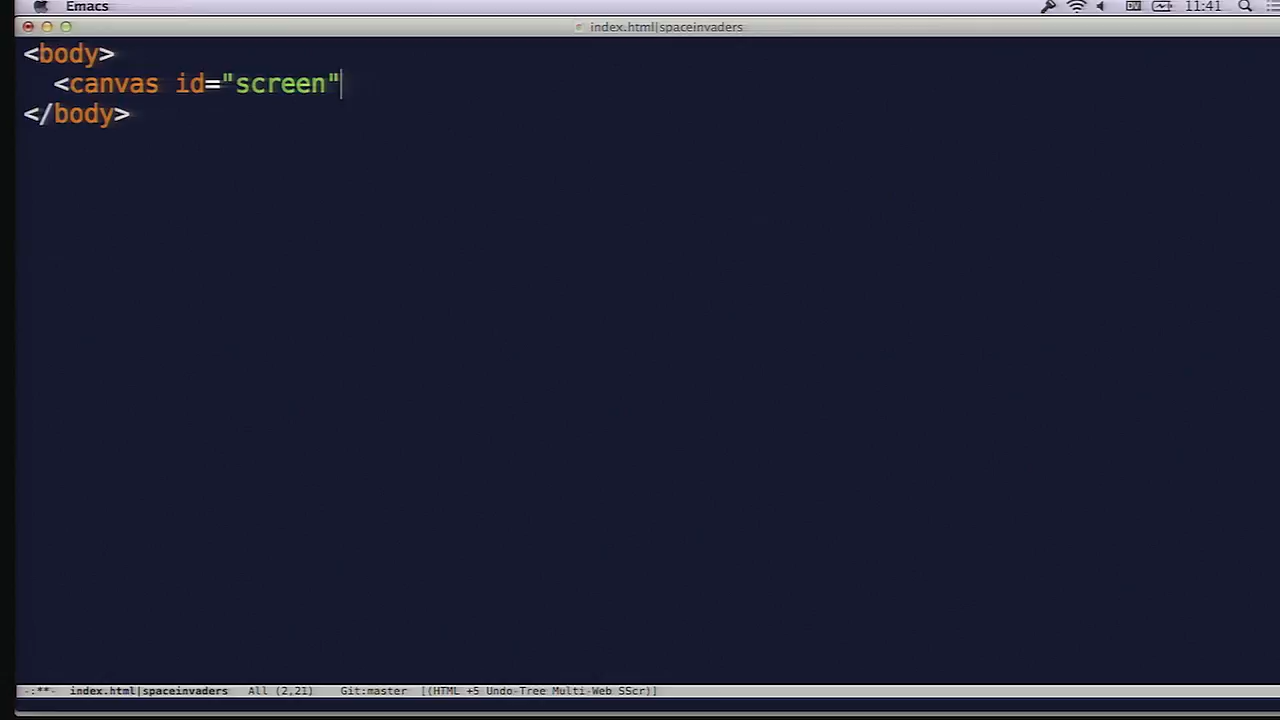 Emacs
11:41
index.html|spaceinvaders
<body>
<canvas id="screen"
</body>
-:**- index.html|spaceinvaders All (2,21) Git:master [(HTML +5 Undo-Tree Multi-Web SScr)]